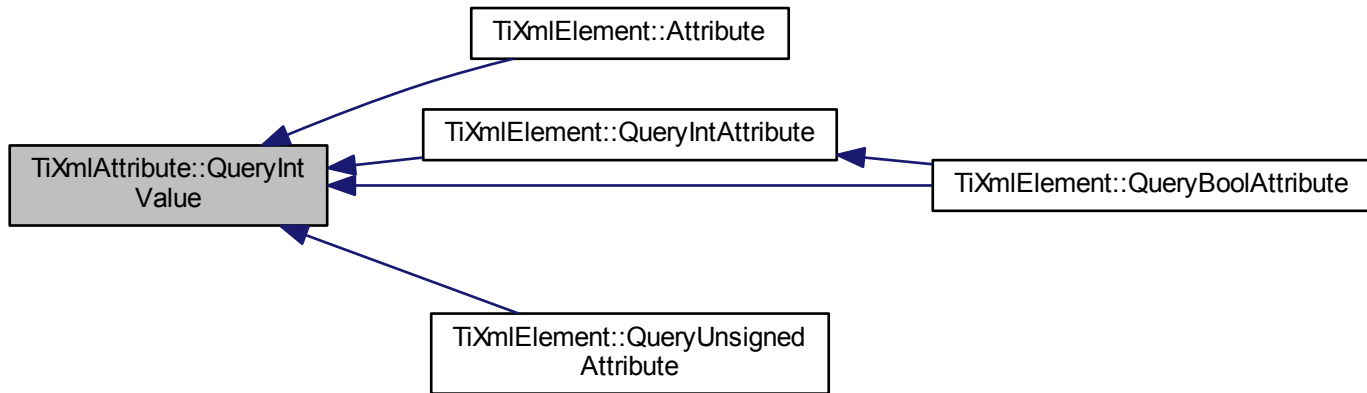 TiXmlElement::Attribute
TiXmlElement::QueryIntAttribute
TiXmlAttribute::QueryInt
Value
TiXmlElement::QueryBoolAttribute
TiXmlElement::QueryUnsigned
Attribute